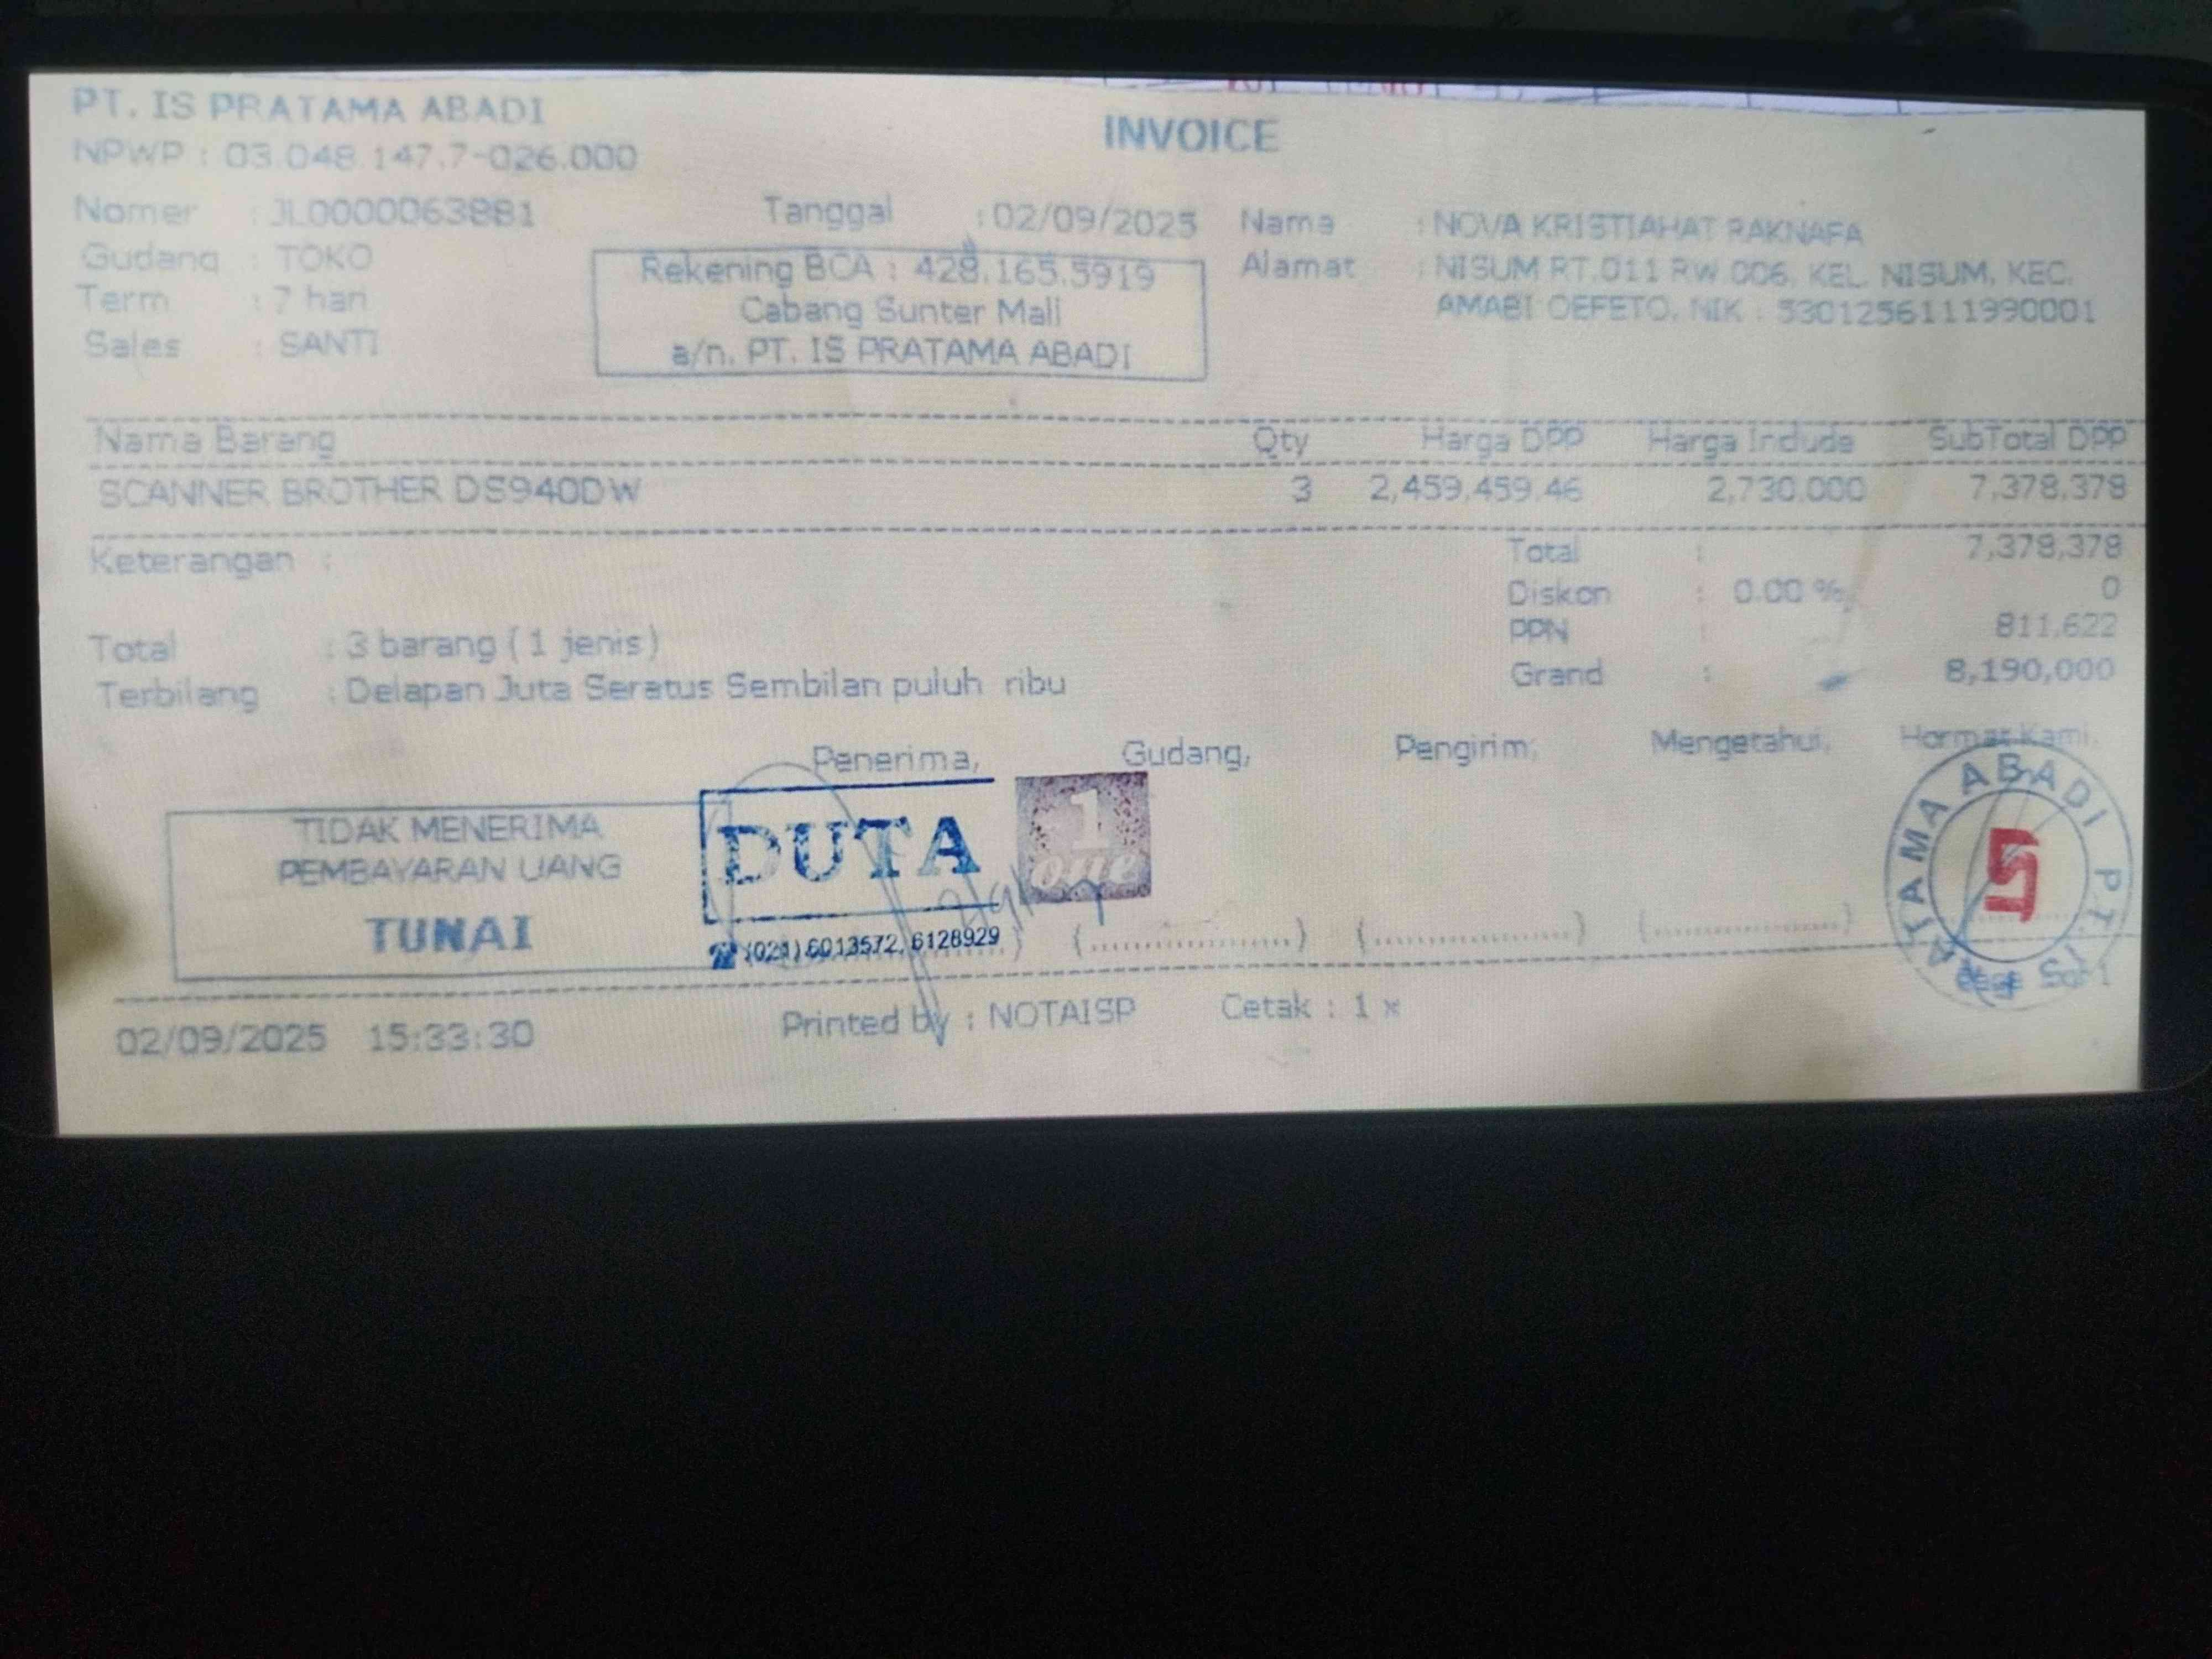 PT. IS PRATAMA ABADI
INVOICE
NPWP : 03.048.147.7-026.000
Nomer : JL0000063881
Tanggal : 02/09/2025
Nama : NOVA KRISTIAHAT RAKNAFA
Gudang : TOKO
Rekening BCA : 428.165.5919
Alamat : NISUM RT.011 RW.006, KEL. NISUM, KEC.
Term : 7 hari
Cabang Sunter Mall
AMABI OEFETO, NIK : 5301256111990001
Sales : SANTI
a/n. PT. IS PRATAMA ABADI
Nama Barang Qty Harga DPP Harga Include SubTotal DPP
SCANNER BROTHER DS940DW 3 2,459,459.46 2,730,000 7,378,378
Keterangan :
Total : 7,378,378
Diskon : 0.00 % 0
PPN : 811,622
Grand : 8,190,000
Total : 3 barang ( 1 jenis )
Terbilang : Delapan Juta Seratus Sembilan puluh ribu
Penerima, Gudang, Pengirim, Mengetahui, Hormat Kami,
TIDAK MENERIMA
PEMBAYARAN UANG
TUNAI
DUTA
1
one
(021) 6013572, 6128929
ATAMA ABADI PT.
02/09/2025 15:33:30
Printed by : NOTAISP
Cetak : 1 x